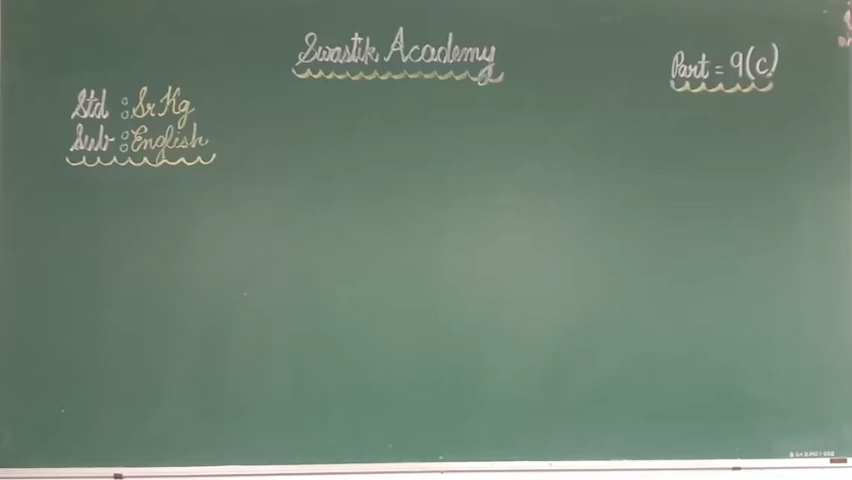 Swastik Academy
Part = 9(c)
Std : Sr Kg
Sub : English